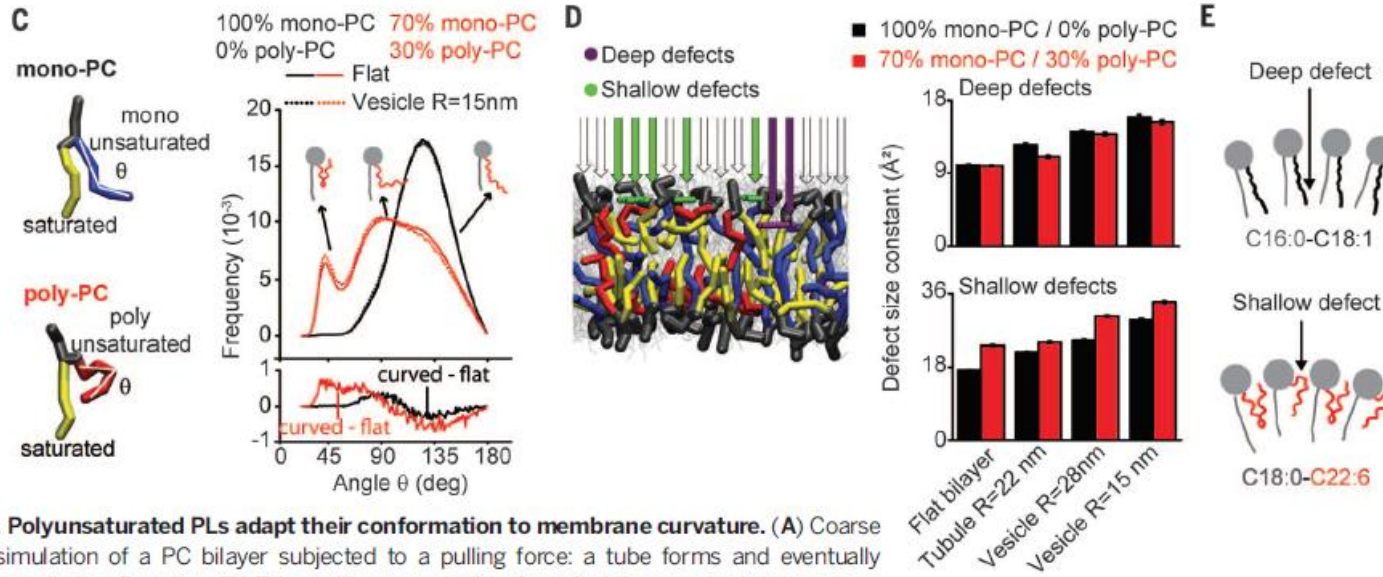 C
100% mono-PC 70% mono-PC
0% poly-PC 30% poly-PC
mono-PC
mono
unsaturated
θ
saturated
poly-PC
poly
unsaturated
θ
saturated
Flat
Vesicle R=15nm
Frequency (10⁻³)
20
15
10
5
0
1
0
-1
curved - flat
curved - flat
0 45 90 135 180
Angle θ (deg)
D
Deep defects
Shallow defects
100% mono-PC / 0% poly-PC
70% mono-PC / 30% poly-PC
Defect size constant (Å²)
Deep defects
18
9
0
Shallow defects
36
18
0
Flat bilayer
Tubule R=22 nm
Vesicle R=28nm
Vesicle R=15 nm
E
Deep defect
C16:0-C18:1
Shallow defect
C18:0-C22:6
Polyunsaturated PLs adapt their conformation to membrane curvature. (A) Coarse
simulation of a PC bilayer subjected to a pulling force: a tube forms and eventually